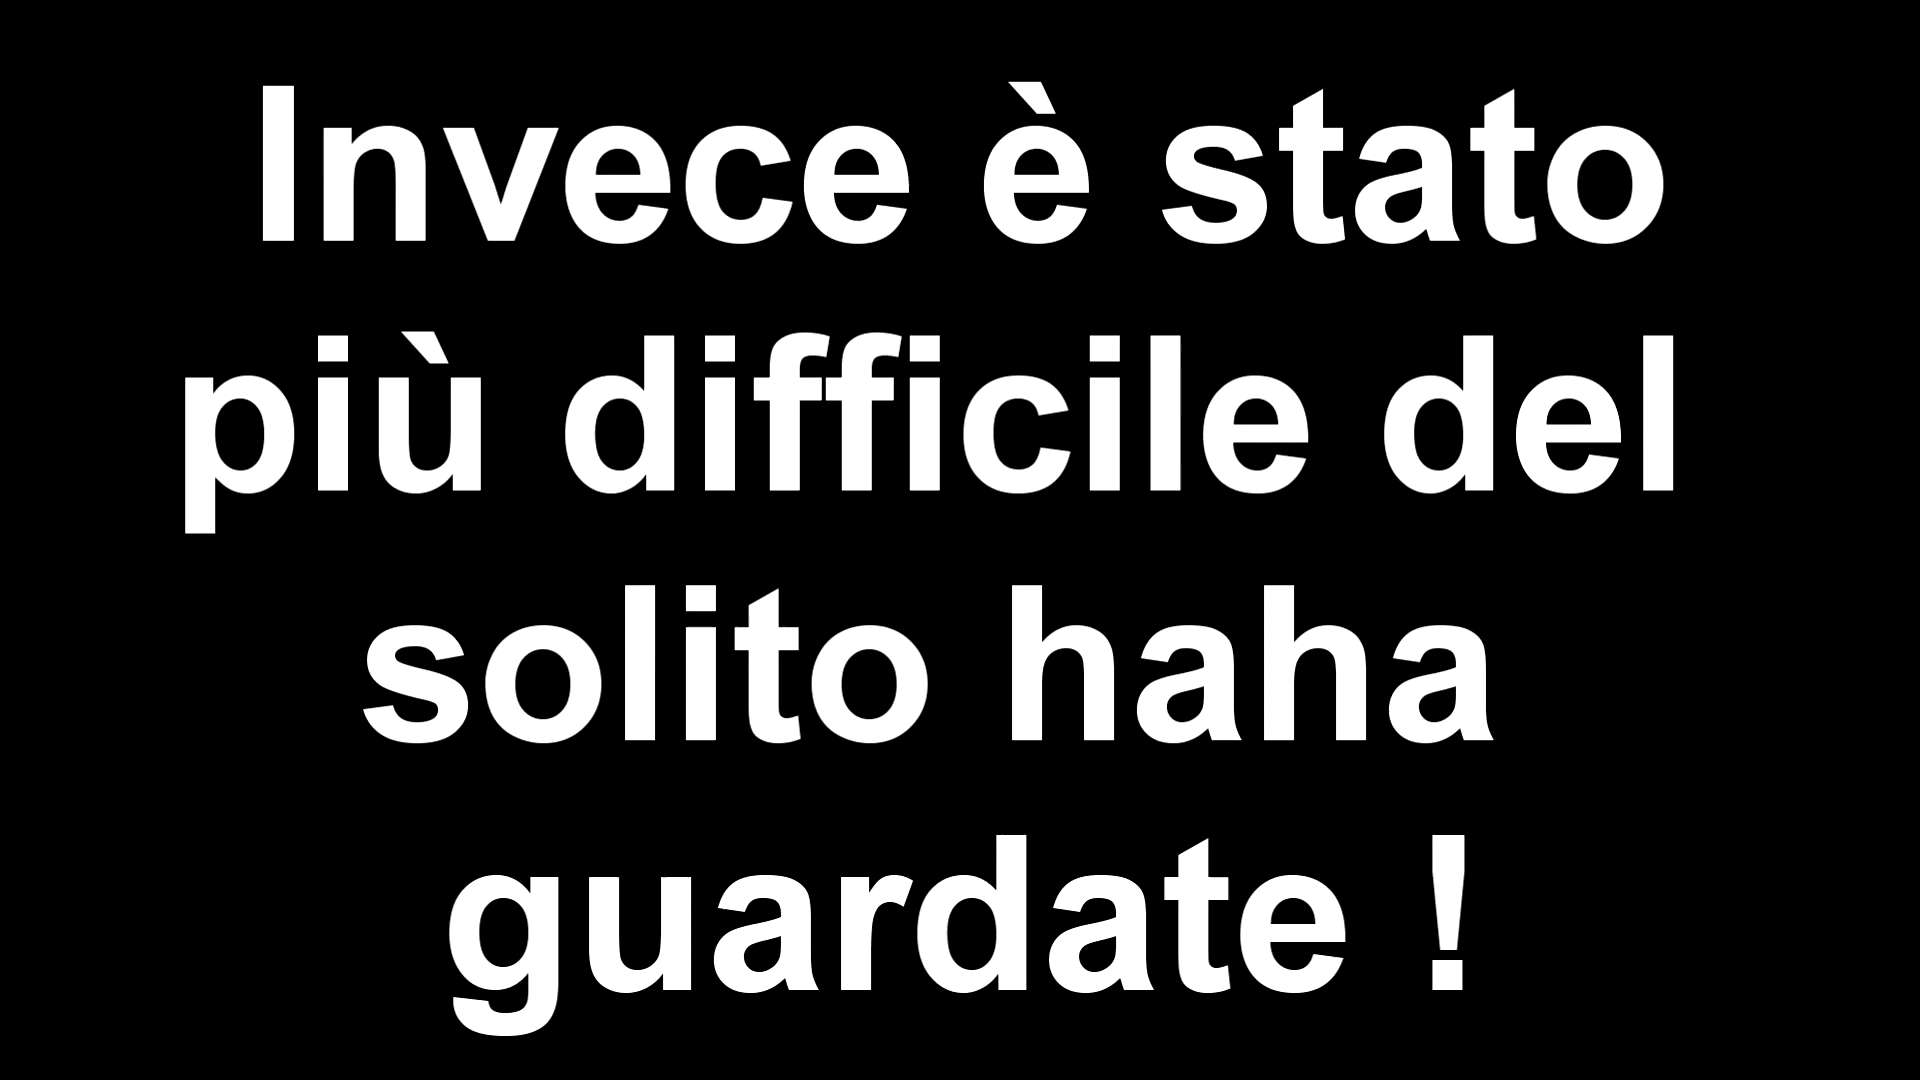 Invece è stato
più difficile del
solito haha
guardate !